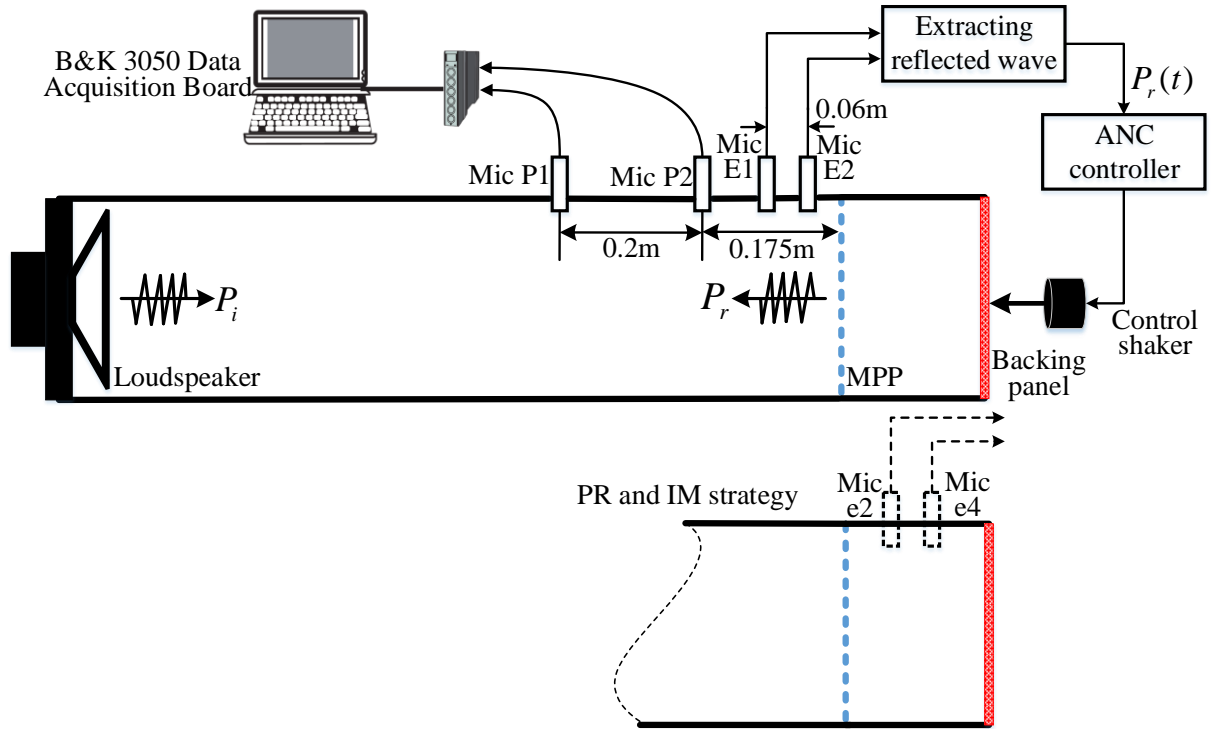 B&K 3050 Data
Acquisition Board
Extracting
reflected wave
P_r(t)
0.06m
Mic
E1
Mic
E2
ANC
controller
Mic P1
Mic P2
0.2m
0.175m
P_i
P_r
Control
shaker
Loudspeaker
MPP
Backing
panel
PR and IM strategy
Mic
e2
Mic
e4